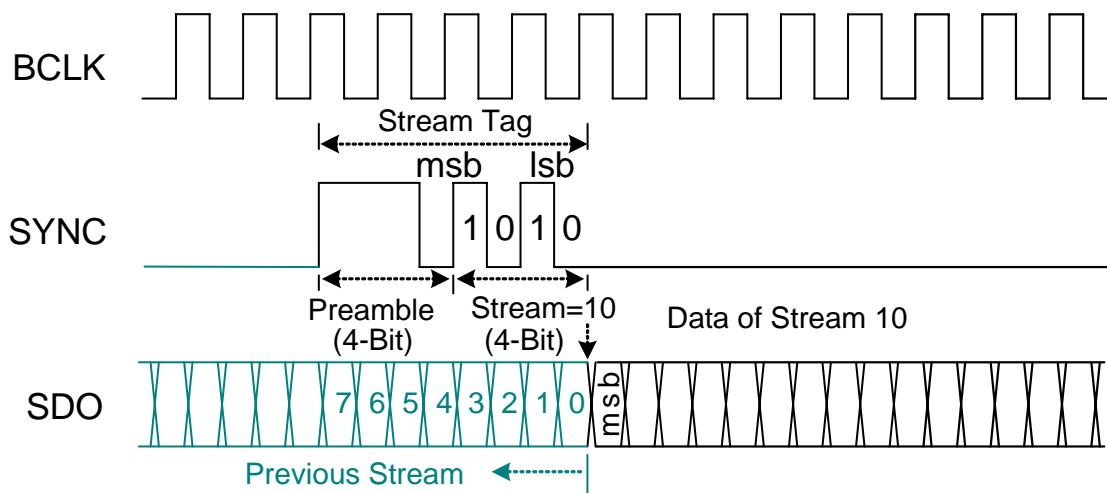 BCLK
Stream Tag
msb lsb
SYNC
1 0 1 0
Preamble
(4-Bit)
Stream=10
(4-Bit)
Data of Stream 10
SDO
7 6 5 4 3 2 1 0
msb
Previous Stream